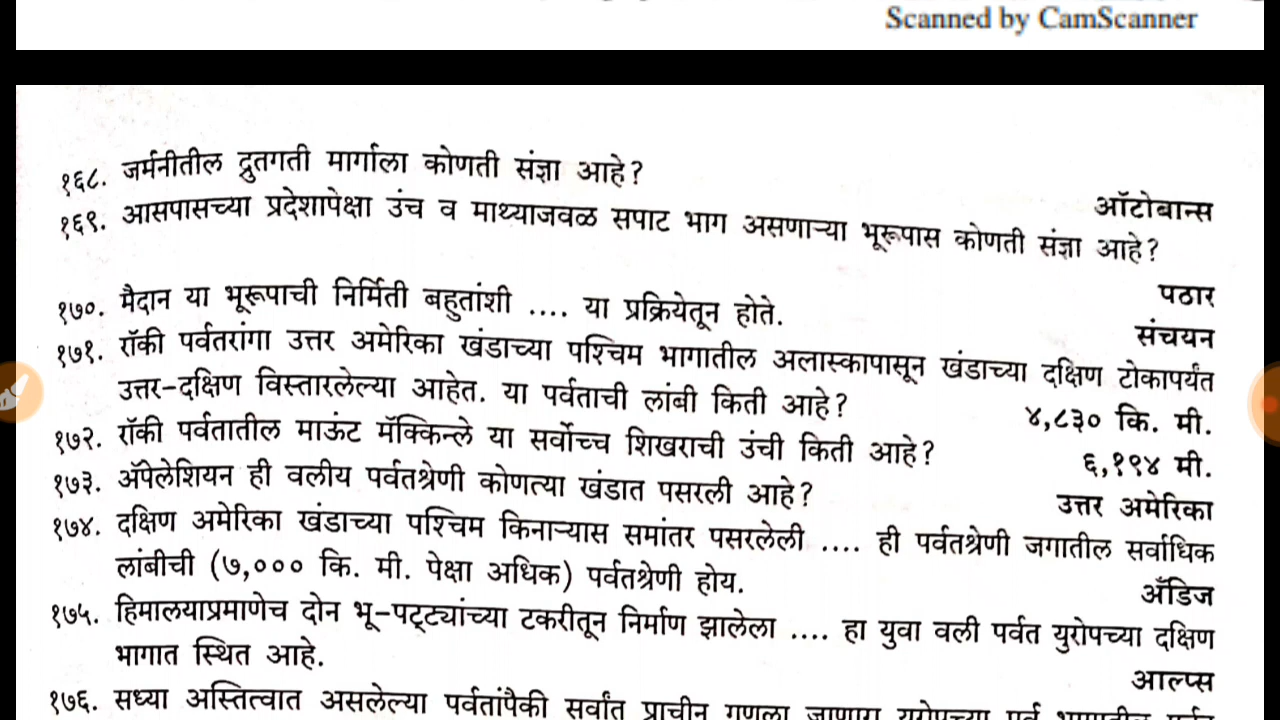 Scanned by CamScanner
१६८. जर्मनीतील द्रुतगती मार्गाला कोणती संज्ञा आहे?
ऑटोबान्स
१६९. आसपासच्या प्रदेशापेक्षा उंच व माथ्याजवळ सपाट भाग असणाऱ्या भूरूपास कोणती संज्ञा आहे?
पठार
१७०. मैदान या भूरूपाची निर्मिती बहुतांशी .... या प्रक्रियेतून होते.
संचयन
१७१. रॉकी पर्वतरांगा उत्तर अमेरिका खंडाच्या पश्चिम भागातील अलास्कापासून खंडाच्या दक्षिण टोकापर्यंत
उत्तर-दक्षिण विस्तारलेल्या आहेत. या पर्वताची लांबी किती आहे? ४,८३० कि. मी.
१७२. रॉकी पर्वतातील माऊंट मॅक्किन्ले या सर्वोच्च शिखराची उंची किती आहे? ६,१९४ मी.
१७३. ॲपेलेशियन ही वलीय पर्वतश्रेणी कोणत्या खंडात पसरली आहे? उत्तर अमेरिका
१७४. दक्षिण अमेरिका खंडाच्या पश्चिम किनाऱ्यास समांतर पसरलेली .... ही पर्वतश्रेणी जगातील सर्वाधिक
लांबीची (७,००० कि. मी. पेक्षा अधिक) पर्वतश्रेणी होय. अँडिज
१७५. हिमालयाप्रमाणेच दोन भू-पट्ट्यांच्या टकरीतून निर्माण झालेला .... हा युवा वली पर्वत युरोपच्या दक्षिण
भागात स्थित आहे. आल्प्स
१७६. सध्या अस्तित्वात असलेल्या पर्वतांपैकी सर्वांत प्राचीन गणला जाणारा युरोपच्या पूर्व भागातील